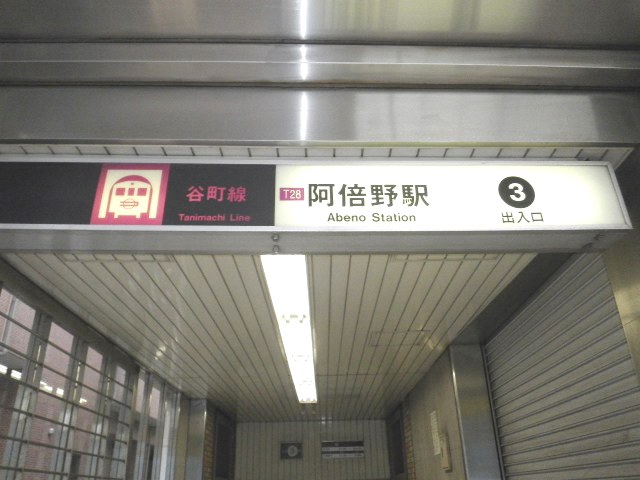 谷町線
Tanimachi Line
T28 阿倍野駅
Abeno Station
3
出入口